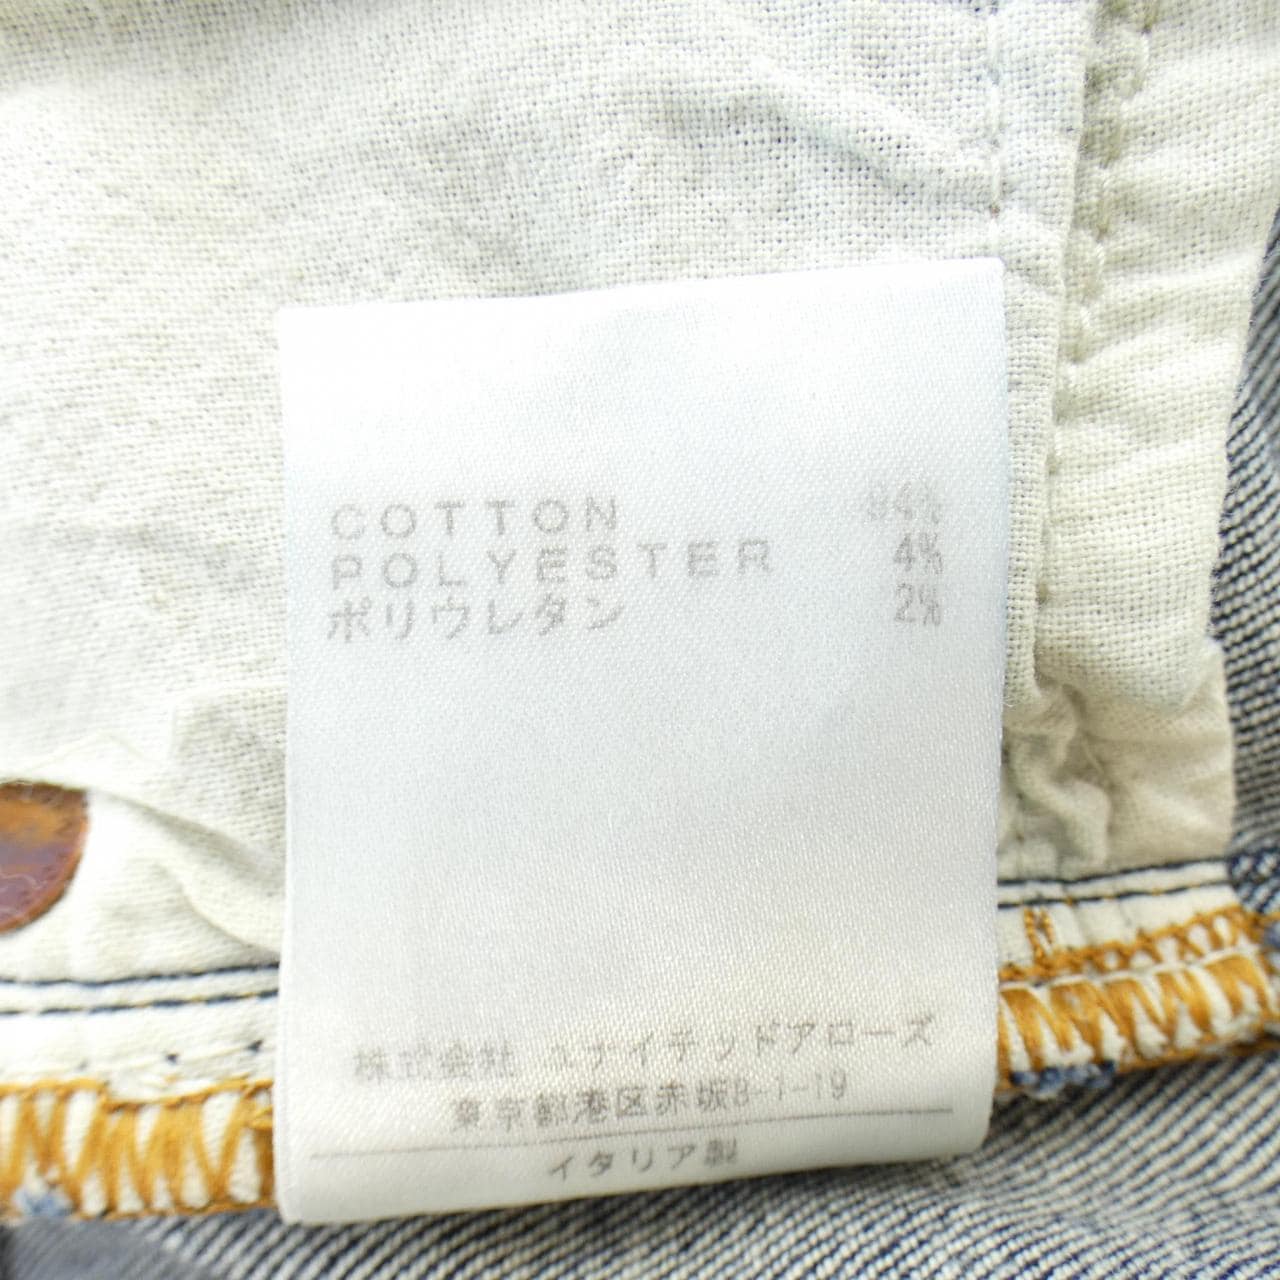 COTTON 94%
POLYESTER 4%
ポリウレタン 2%
株式会社 ユナイテッドアローズ
東京都港区赤坂8-1-19
イタリア製